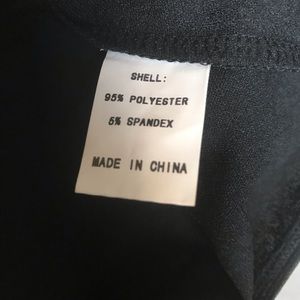 SHELL:
95% POLYESTER
5% SPANDEX
MADE IN CHINA